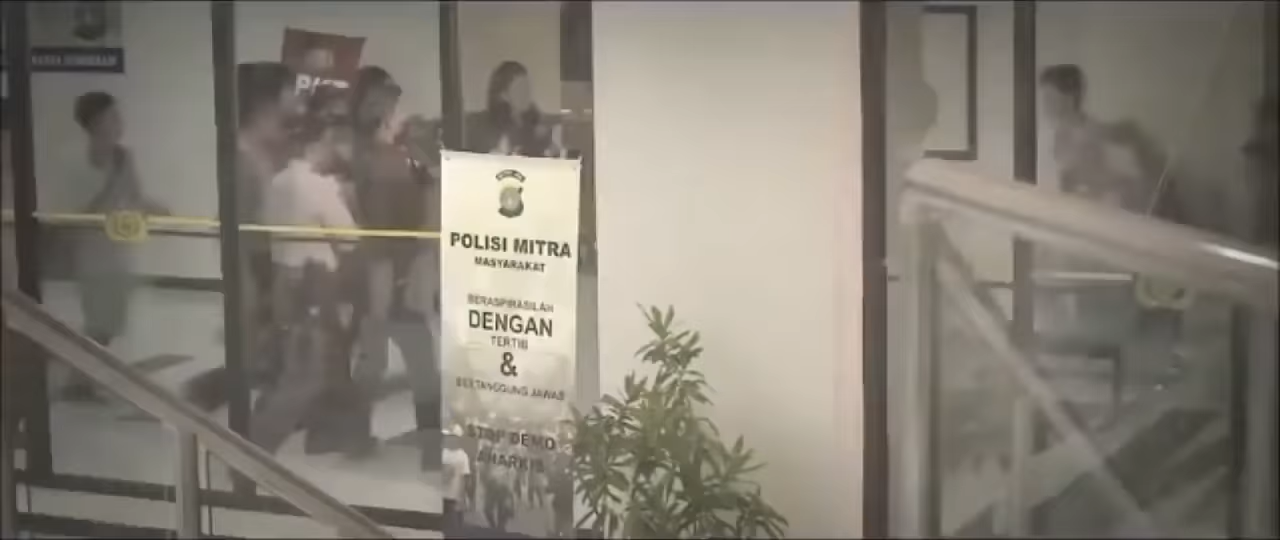 POLISI MITRA
MASYARAKAT
BERASPIRASILAH
DENGAN
TERTIB
&
BERTANGGUNG JAWAB
STOP DEMO
ANARKIS